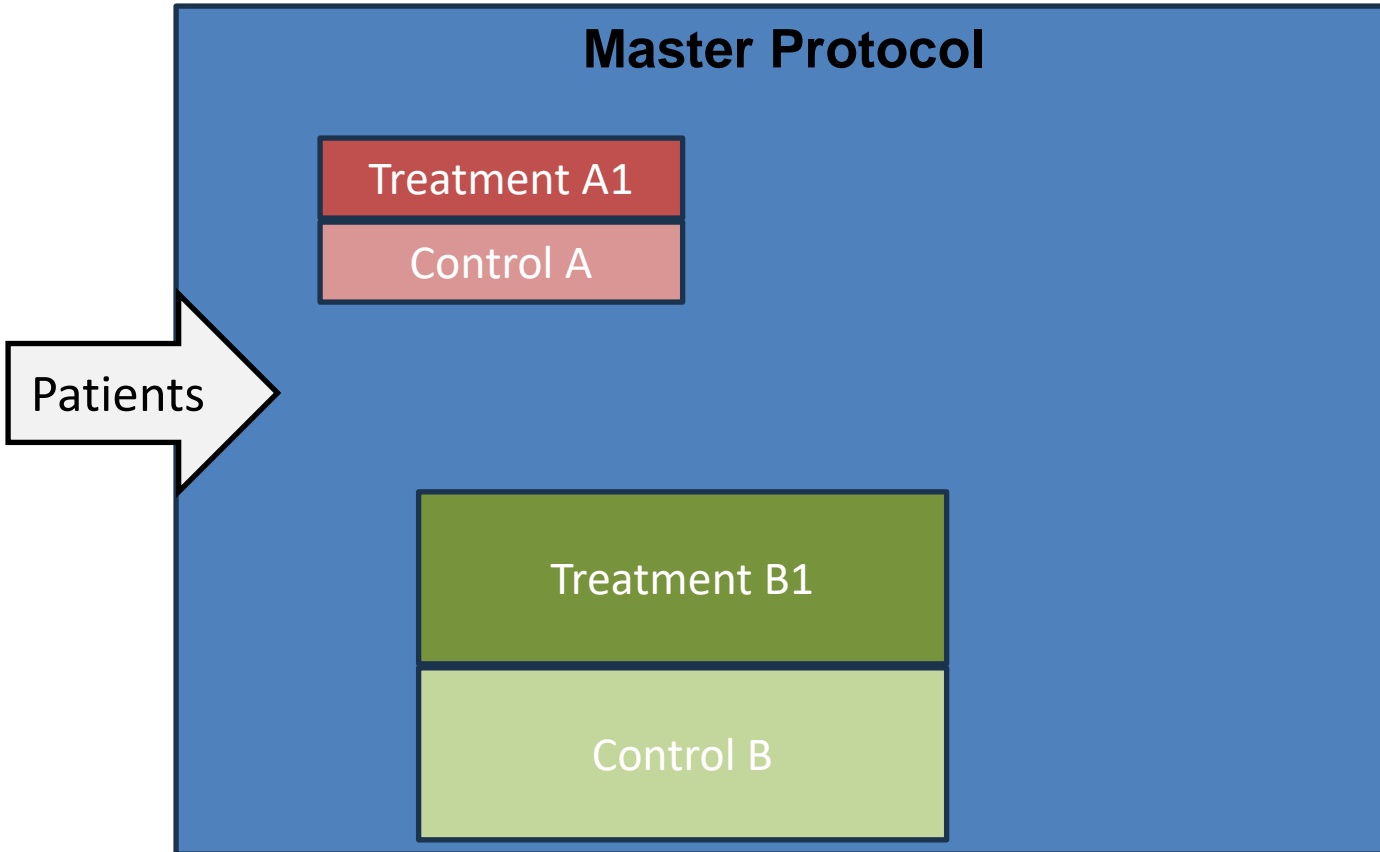 Master Protocol
Treatment A1
Control A
Patients
Treatment B1
Control B